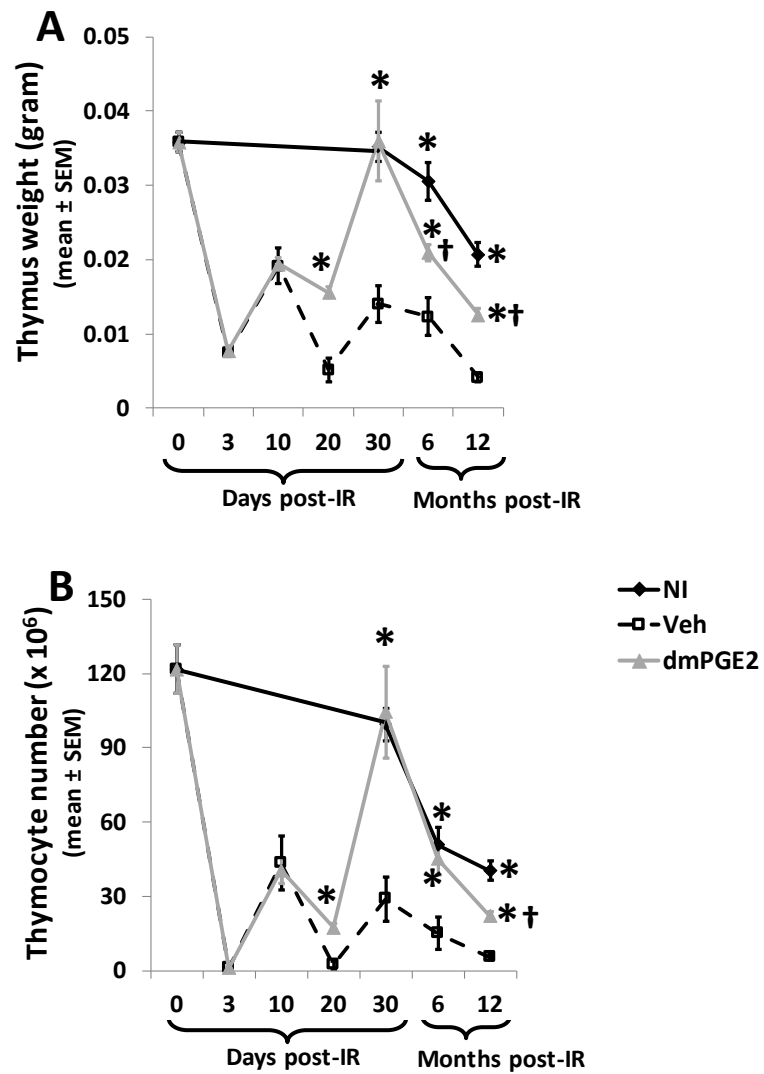 A
Thymus weight (gram)
(mean ± SEM)
0.05
0.04
0.03
0.02
0.01
0
*
*
*
*†
*
*†
0 3 10 20 30 6 12
Days post-IR Months post-IR
B
Thymocyte number (x 10⁶)
(mean ± SEM)
150
120
90
60
30
0
*
*
*
*
*
*†
0 3 10 20 30 6 12
Days post-IR Months post-IR
NI
Veh
dmPGE2